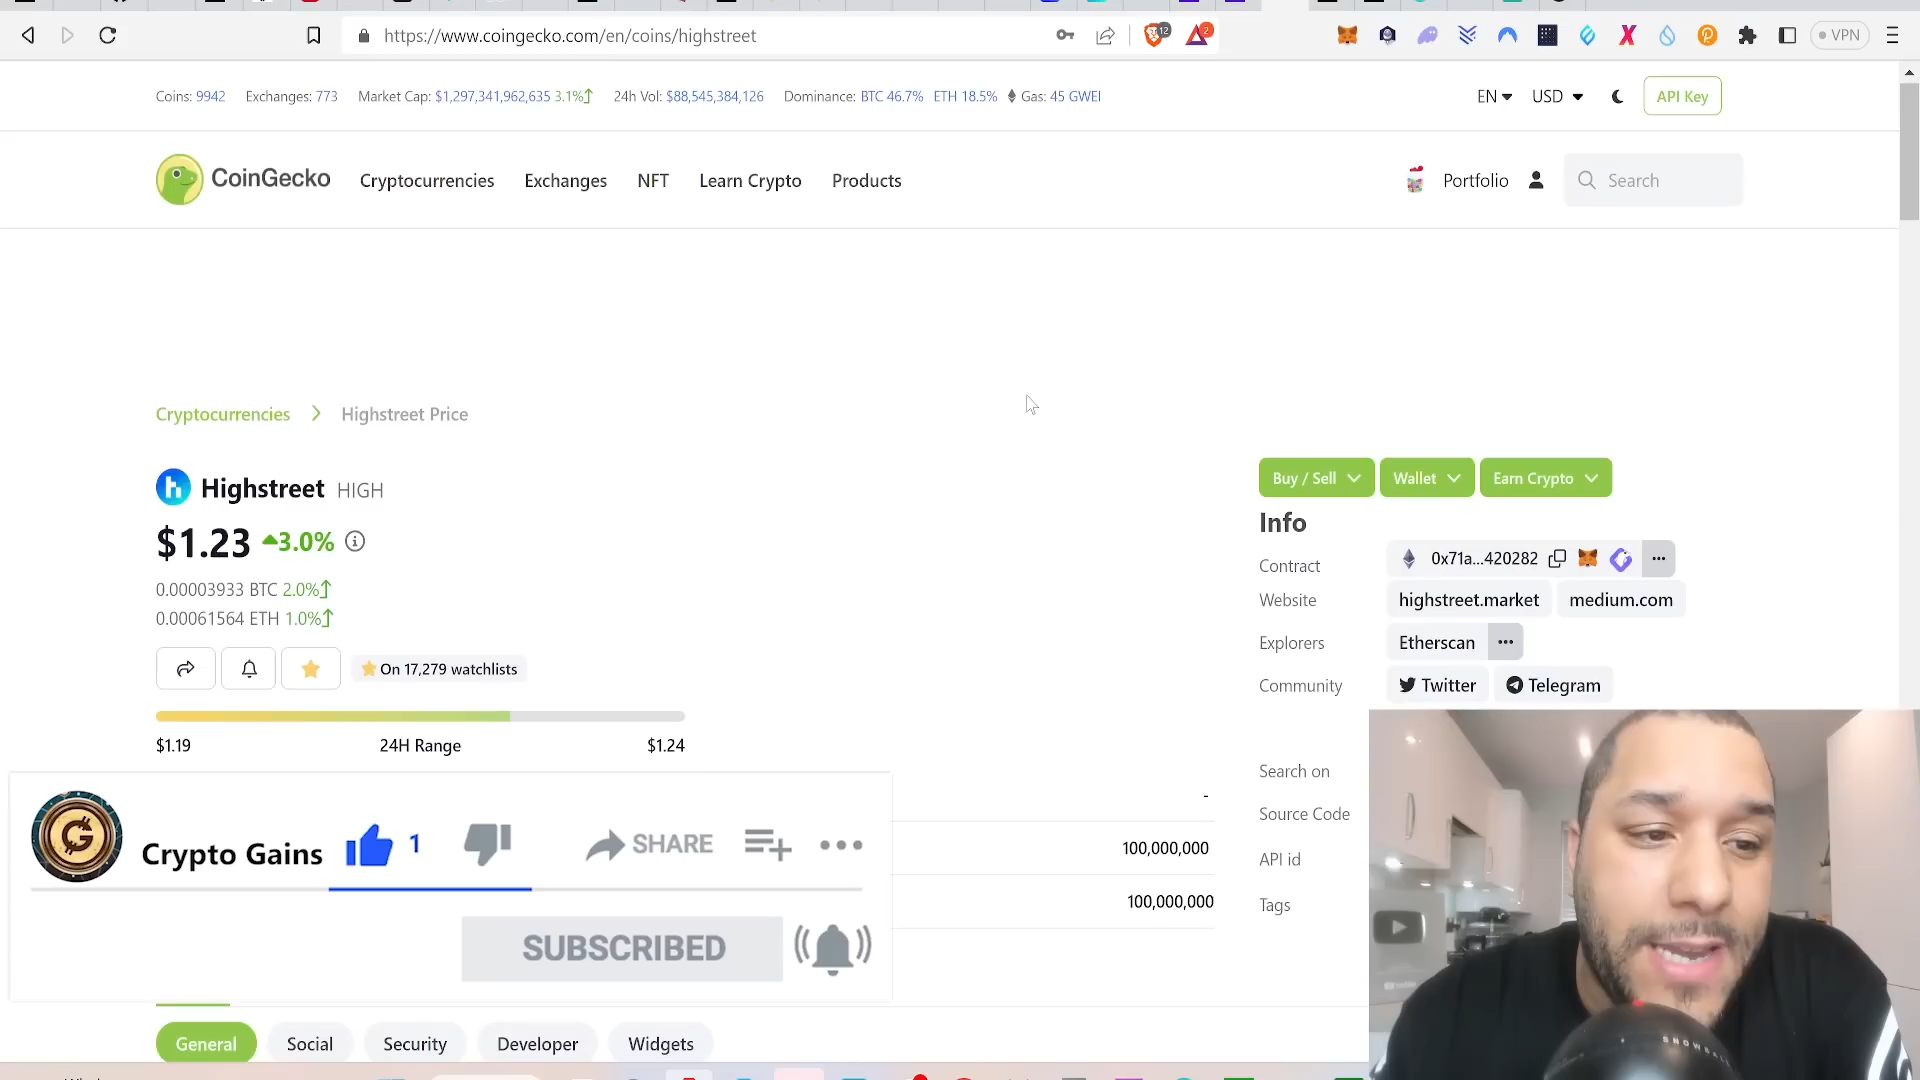 https://www.coingecko.com/en/coins/highstreet
12
2
VPN
Coins: 9942 Exchanges: 773 Market Cap: $1,297,341,962,635 3.1% 24h Vol: $88,545,384,126 Dominance: BTC 46.7% ETH 18.5% Gas: 45 GWEI
EN USD API Key
CoinGecko Cryptocurrencies Exchanges NFT Learn Crypto Products
Portfolio Search
Cryptocurrencies Highstreet Price
Highstreet HIGH
$1.23 3.0%
0.00003933 BTC 2.0%
0.00061564 ETH 1.0%
On 17,279 watchlists
$1.19 24H Range $1.24
Buy / Sell Wallet Earn Crypto
Info
Contract 0x71a...420282
Website highstreet.market medium.com
Explorers Etherscan
Community Twitter Telegram
Search on
Source Code
API id
Tags
-
100,000,000
100,000,000
Crypto Gains 1 SHARE
SUBSCRIBED
General Social Security Developer Widgets